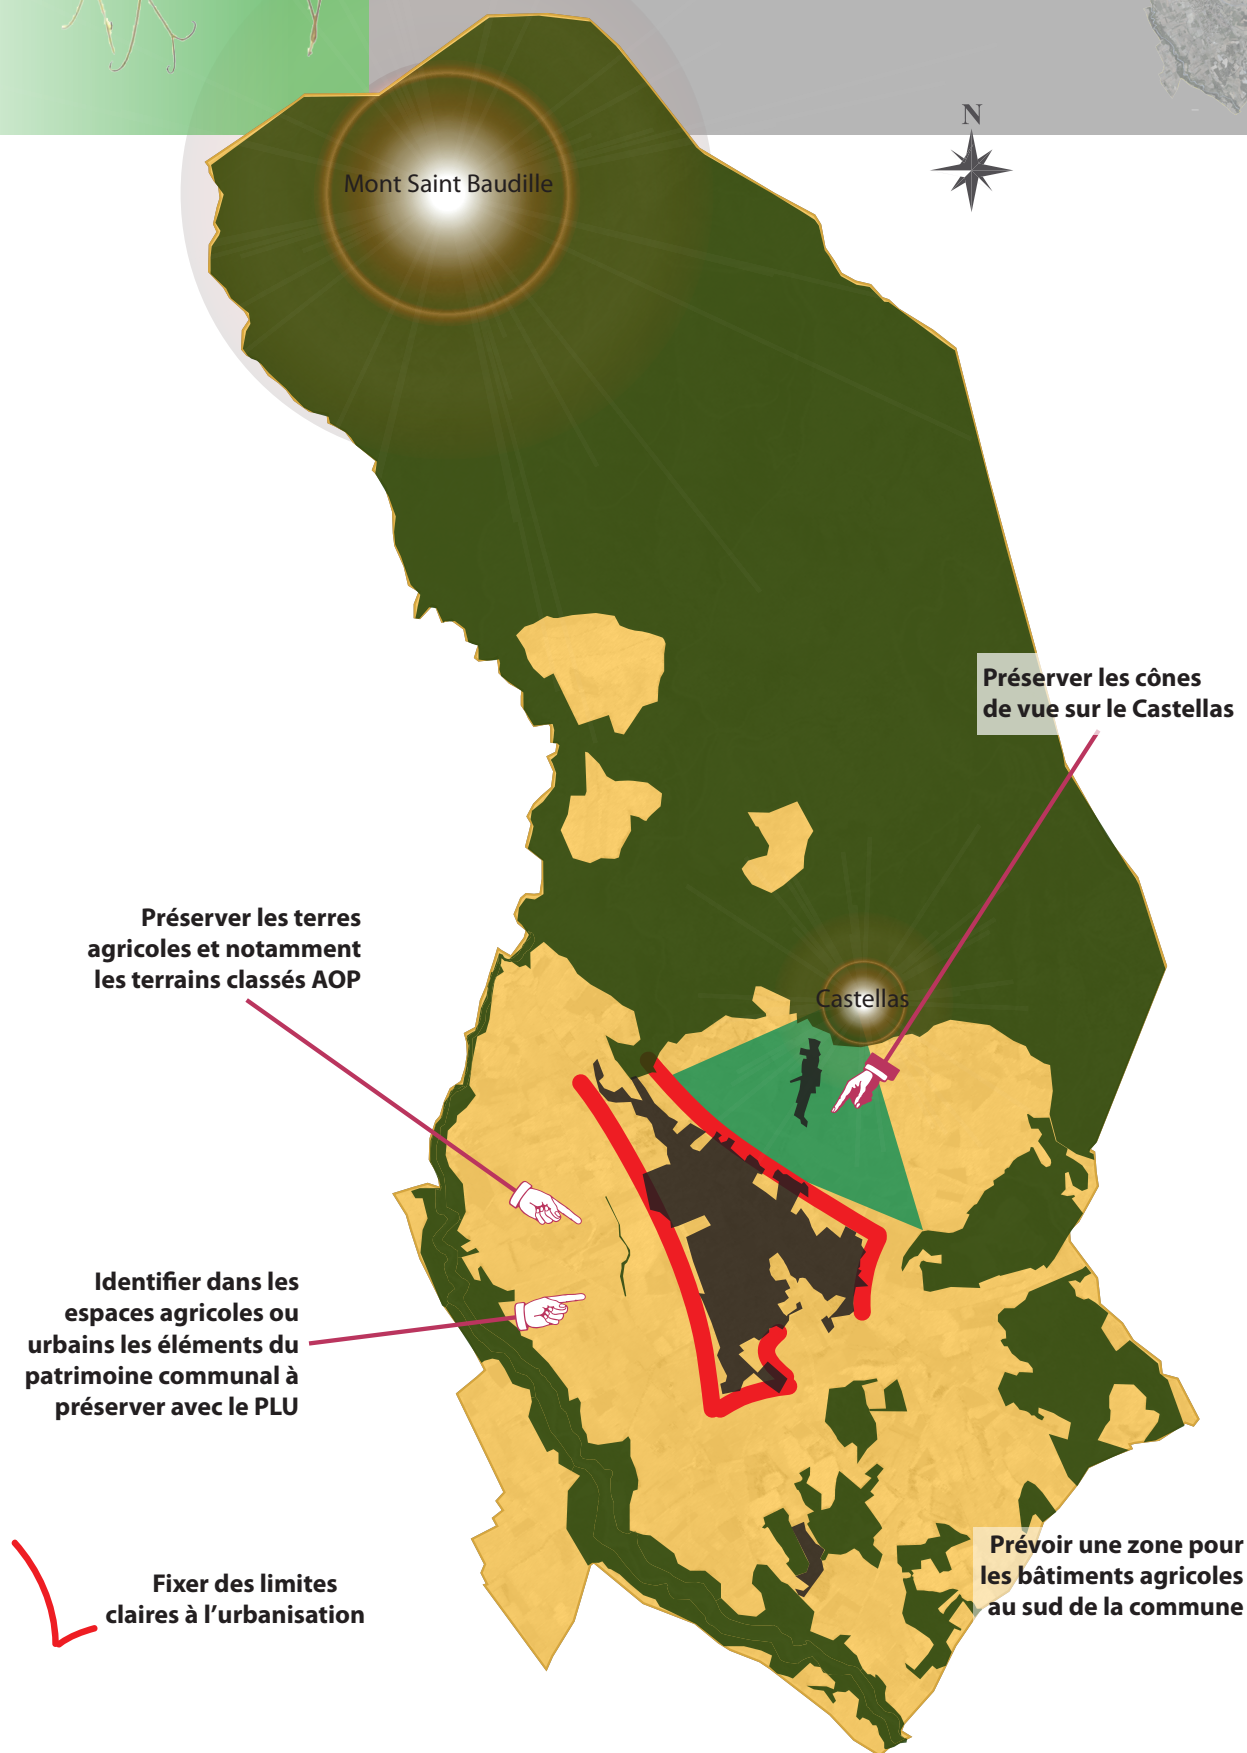 N
Mont Saint Baudille
Préserver les cônes
de vue sur le Castellas
Préserver les terres
agricoles et notamment
les terrains classés AOP
Castellas
Identifier dans les
espaces agricoles ou
urbains les éléments du
patrimoine communal à
préserver avec le PLU
Prévoir une zone pour
les bâtiments agricoles
au sud de la commune
Fixer des limites
claires à l’urbanisation